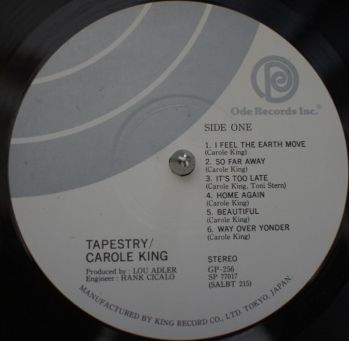 Ode Records Inc.®
SIDE ONE
1. I FEEL THE EARTH MOVE
(Carole King)
2. SO FAR AWAY
(Carole King)
3. IT'S TOO LATE
(Carole King, Toni Stern)
4. HOME AGAIN
(Carole King)
5. BEAUTIFUL
(Carole King)
6. WAY OVER YONDER
(Carole King)
TAPESTRY/
CAROLE KING
Produced by : LOU ADLER
Engineer : HANK CICALO
STEREO
GP-256
SP 77017
(SALBT 215)
MANUFACTURED BY KING RECORD CO., LTD. TOKYO, JAPAN.